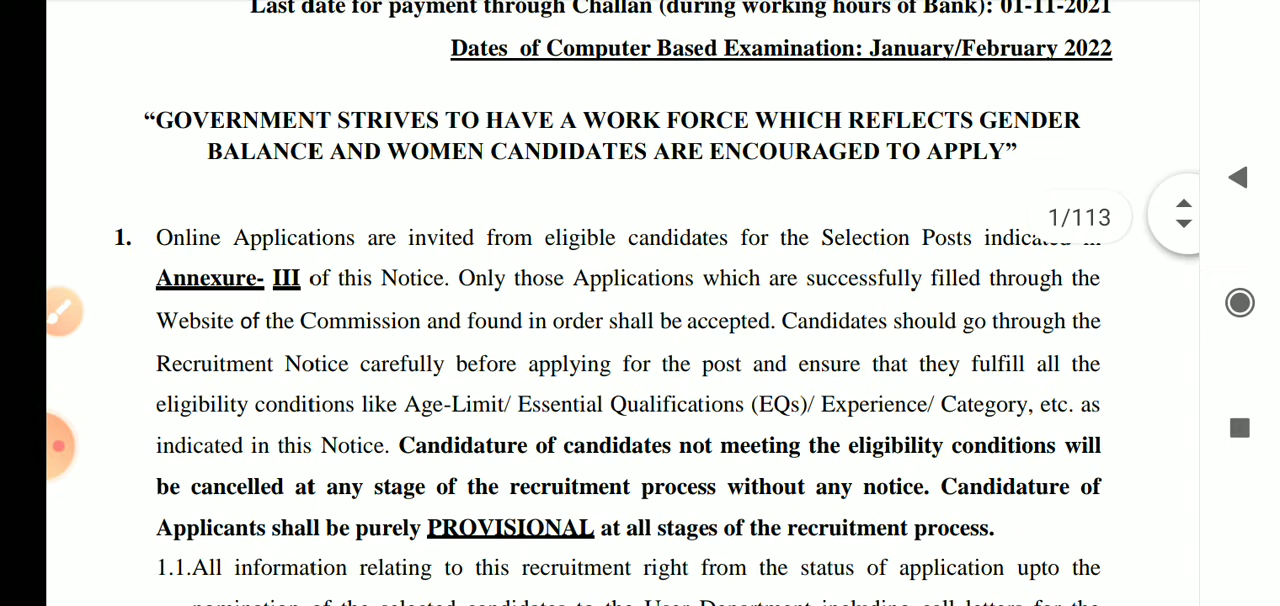 Last date for payment through Challan (during working hours of Bank): 01-11-2021
Dates of Computer Based Examination: January/February 2022
“GOVERNMENT STRIVES TO HAVE A WORK FORCE WHICH REFLECTS GENDER
BALANCE AND WOMEN CANDIDATES ARE ENCOURAGED TO APPLY”
1/113
1. Online Applications are invited from eligible candidates for the Selection Posts
Annexure- III of this Notice. Only those Applications which are successfully filled through the
Website of the Commission and found in order shall be accepted. Candidates should go through the
Recruitment Notice carefully before applying for the post and ensure that they fulfill all the
eligibility conditions like Age-Limit/ Essential Qualifications (EQs)/ Experience/ Category, etc. as
indicated in this Notice. Candidature of candidates not meeting the eligibility conditions will
be cancelled at any stage of the recruitment process without any notice. Candidature of
Applicants shall be purely PROVISIONAL at all stages of the recruitment process.
1.1.All information relating to this recruitment right from the status of application upto the